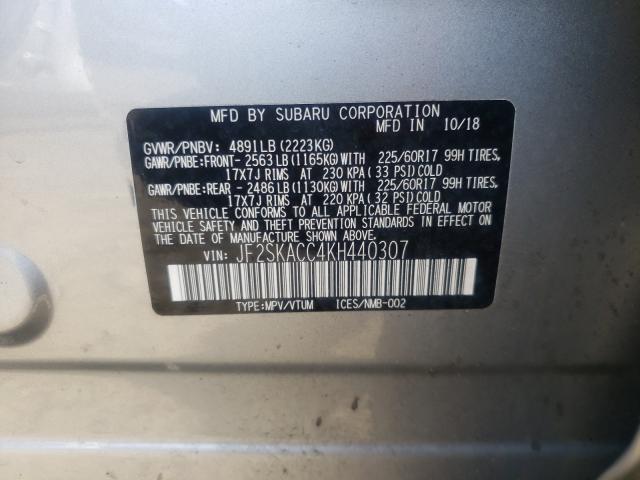 MFD BY SUBARU CORPORATION
MFD IN 10/18
GVWR/PNBV: 4891LB (2223KG)
GAWR/PNBE:FRONT- 2563LB(1165KG)WITH 225/60R17 99H TIRES,
17X7J RIMS AT 230 KPA( 33 PSI)COLD
GAWR/PNBE:REAR - 2486LB(1130KG)WITH 225/60R17 99H TIRES,
17X7J RIMS AT 220 KPA( 32 PSI)COLD
THIS VEHICLE CONFORMS TO ALL APPLICABLE FEDERAL MOTOR
VEHICLE SAFETY AND THEFT PREVENTION STANDARDS IN EFFECT ON
THE DATE OF MANUFACTURE SHOWN ABOVE.
VIN: JF2SKACC4KH440307
TYPE:MPV/VTUM ICES/NMB-002